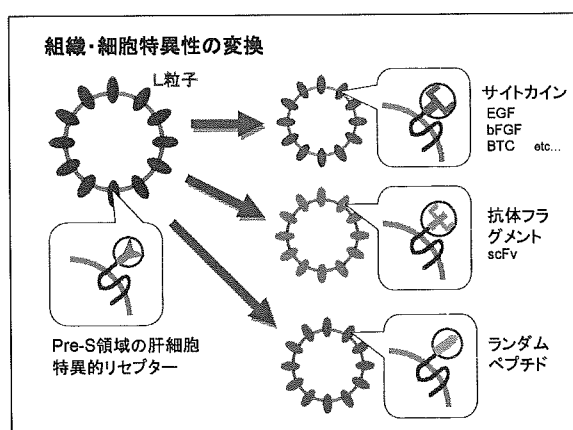 組織・細胞特異性の変換
L粒子
サイトカイン
EGF
bFGF
BTC etc...
抗体フラ
グメント
scFv
Pre-S領域の肝細胞
特異的リセプター
ランダム
ペプチド